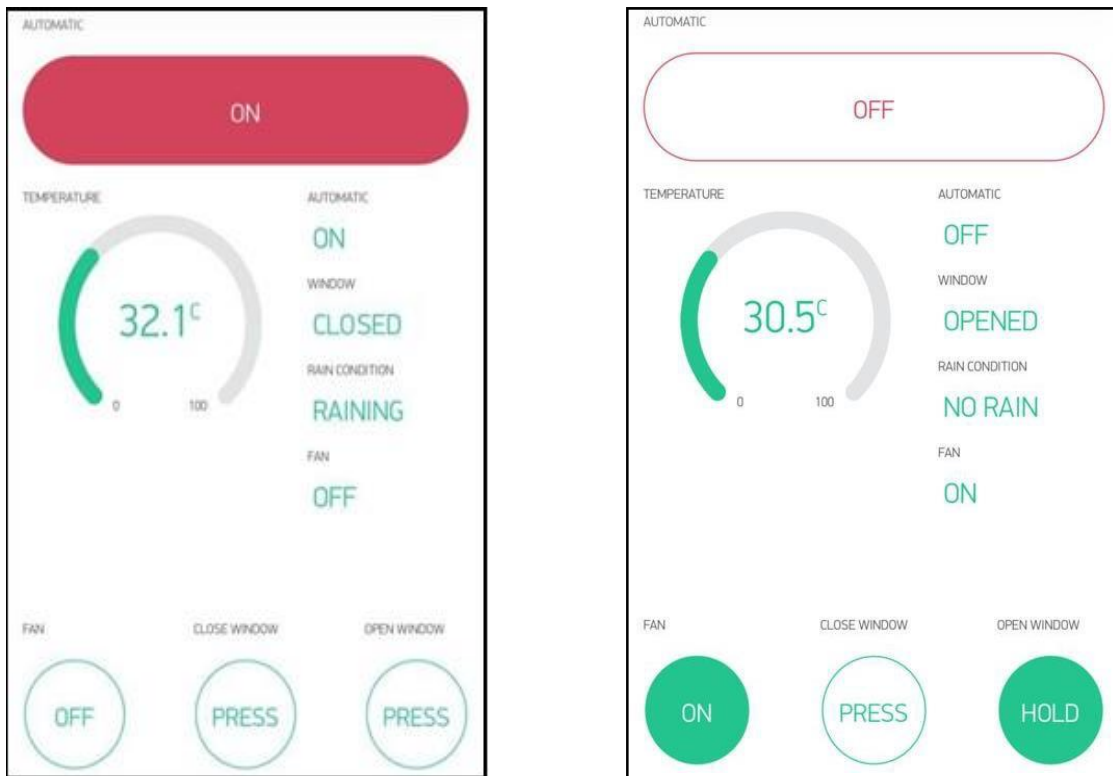 AUTOMATIC
ON
TEMPERATURE
32.1C
0
100
AUTOMATIC
ON
WINDOW
CLOSED
RAIN CONDITION
RAINING
FAN
OFF
FAN
CLOSE WINDOW
OPEN WINDOW
OFF
PRESS
PRESS
AUTOMATIC
OFF
TEMPERATURE
30.5C
0
100
AUTOMATIC
OFF
WINDOW
OPENED
RAIN CONDITION
NO RAIN
FAN
ON
FAN
CLOSE WINDOW
OPEN WINDOW
ON
PRESS
HOLD